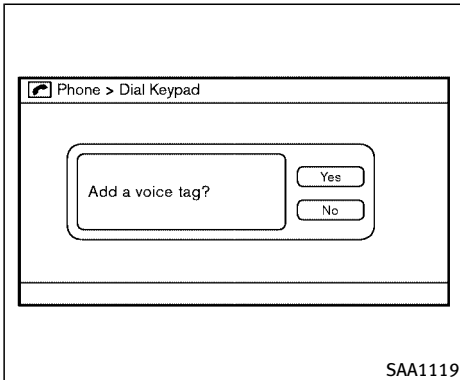 Phone > Dial Keypad
Add a voice tag?
Yes
No
SAA1119